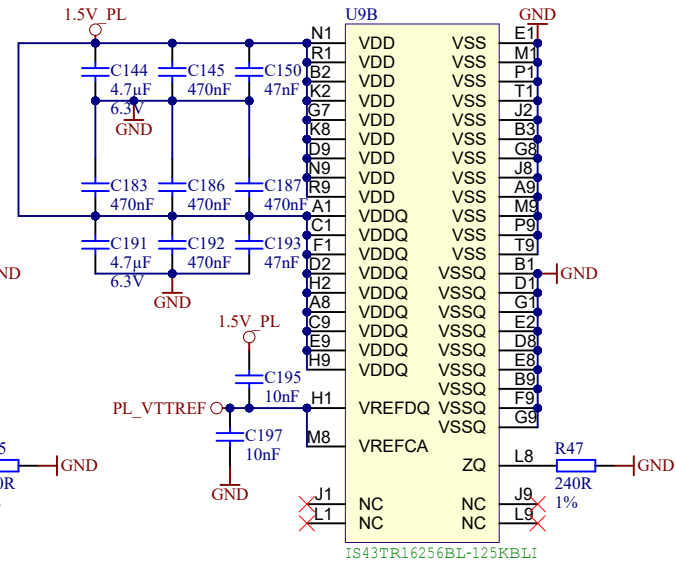 1.5V_PL
U9B
GND
C144
4.7µF
6.3V
C145
470nF
C150
47nF
GND
C183
470nF
C186
470nF
C187
470nF
C191
4.7µF
6.3V
C192
470nF
C193
47nF
GND
ND
1.5V_PL
C195
10nF
PL_VTTREF
C197
10nF
GND
N1 VDD VSS E1
R1 VDD VSS M1
B2 VDD VSS P1
K2 VDD VSS T1
G7 VDD VSS J2
K8 VDD VSS B3
D9 VDD VSS G8
N9 VDD VSS J8
R9 VDD VSS A9
A1 VDDQ VSS M9
C1 VDDQ VSS P9
F1 VDDQ VSS T9
D2 VDDQ VSSQ B1
H2 VDDQ VSSQ D1
A8 VDDQ VSSQ G1
C9 VDDQ VSSQ E2
E9 VDDQ VSSQ D8
H9 VDDQ VSSQ E8
VSSQ B9
H1 VREFDQ VSSQ F9
VSSQ G9
M8 VREFCA
ZQ L8
J1 NC NC J9
L1 NC NC L9
GND
R47
240R
1%
GND
5
0R
GND
IS43TR16256BL-125KBLI